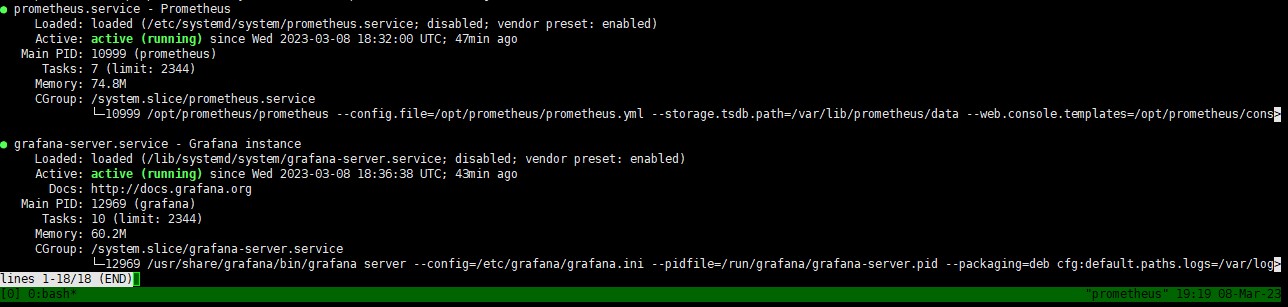 ● prometheus.service - Prometheus
Loaded: loaded (/etc/systemd/system/prometheus.service; disabled; vendor preset: enabled)
Active: active (running) since Wed 2023-03-08 18:32:00 UTC; 47min ago
Main PID: 10999 (prometheus)
Tasks: 7 (limit: 2344)
Memory: 74.8M
CGroup: /system.slice/prometheus.service
└─10999 /opt/prometheus/prometheus --config.file=/opt/prometheus/prometheus.yml --storage.tsdb.path=/var/lib/prometheus/data --web.console.templates=/opt/prometheus/cons>
● grafana-server.service - Grafana instance
Loaded: loaded (/lib/systemd/system/grafana-server.service; disabled; vendor preset: enabled)
Active: active (running) since Wed 2023-03-08 18:36:38 UTC; 43min ago
Docs: http://docs.grafana.org
Main PID: 12969 (grafana)
Tasks: 10 (limit: 2344)
Memory: 60.2M
CGroup: /system.slice/grafana-server.service
└─12969 /usr/share/grafana/bin/grafana server --config=/etc/grafana/grafana.ini --pidfile=/run/grafana/grafana-server.pid --packaging=deb cfg:default.paths.logs=/var/log>
lines 1-18/18 (END)
[0] 0:bash* "prometheus" 19:19 08-Mar-23